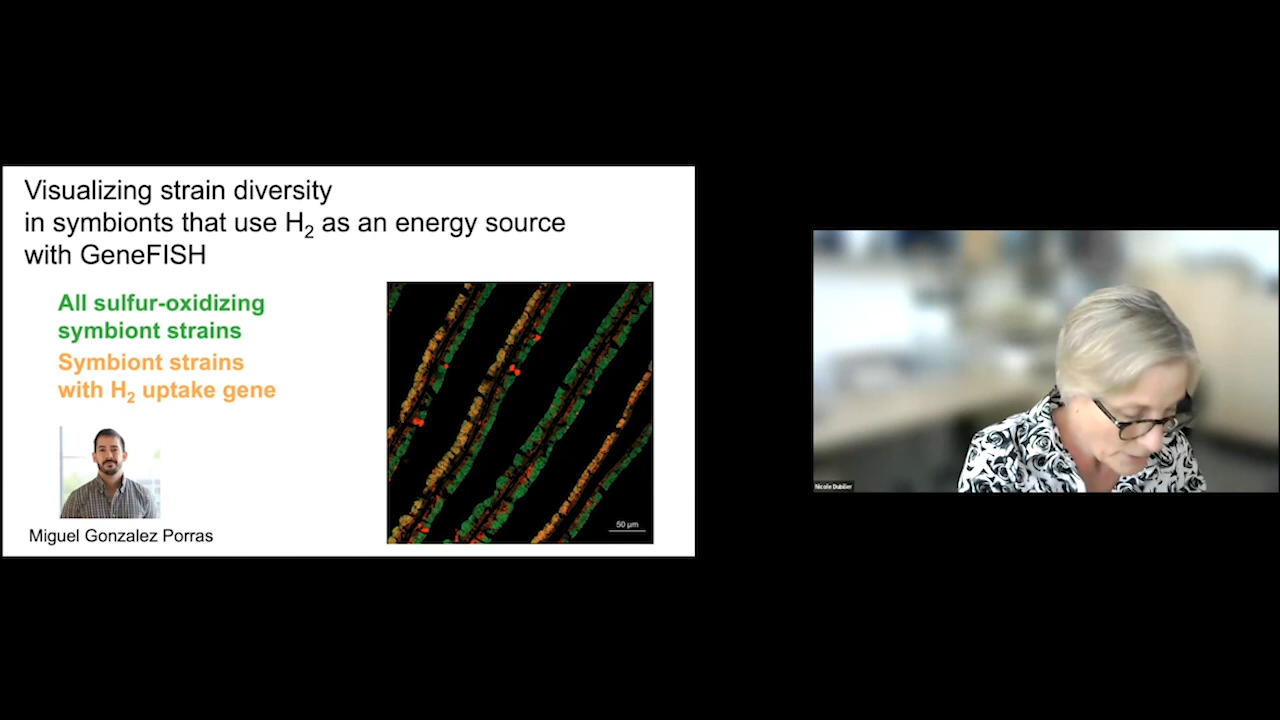 Visualizing strain diversity
in symbionts that use H₂ as an energy source
with GeneFISH
All sulfur-oxidizing
symbiont strains
Symbiont strains
with H₂ uptake gene
Miguel Gonzalez Porras
50 µm
Nicole Dubilier